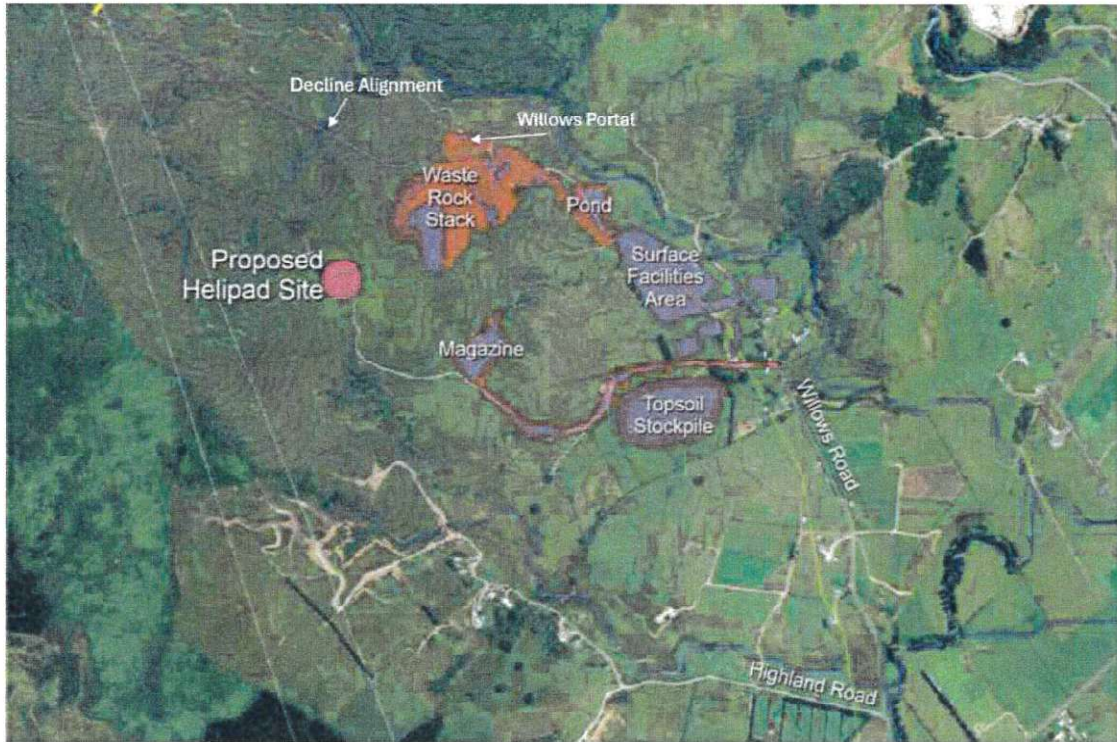 Decline Alignment
Willows Portal
Waste
Rock
Stack
Pond
Proposed
Helipad Site
Surface
Facilities
Area
Magazine
Topsoil
Stockpile
Willows Road
Highland Road